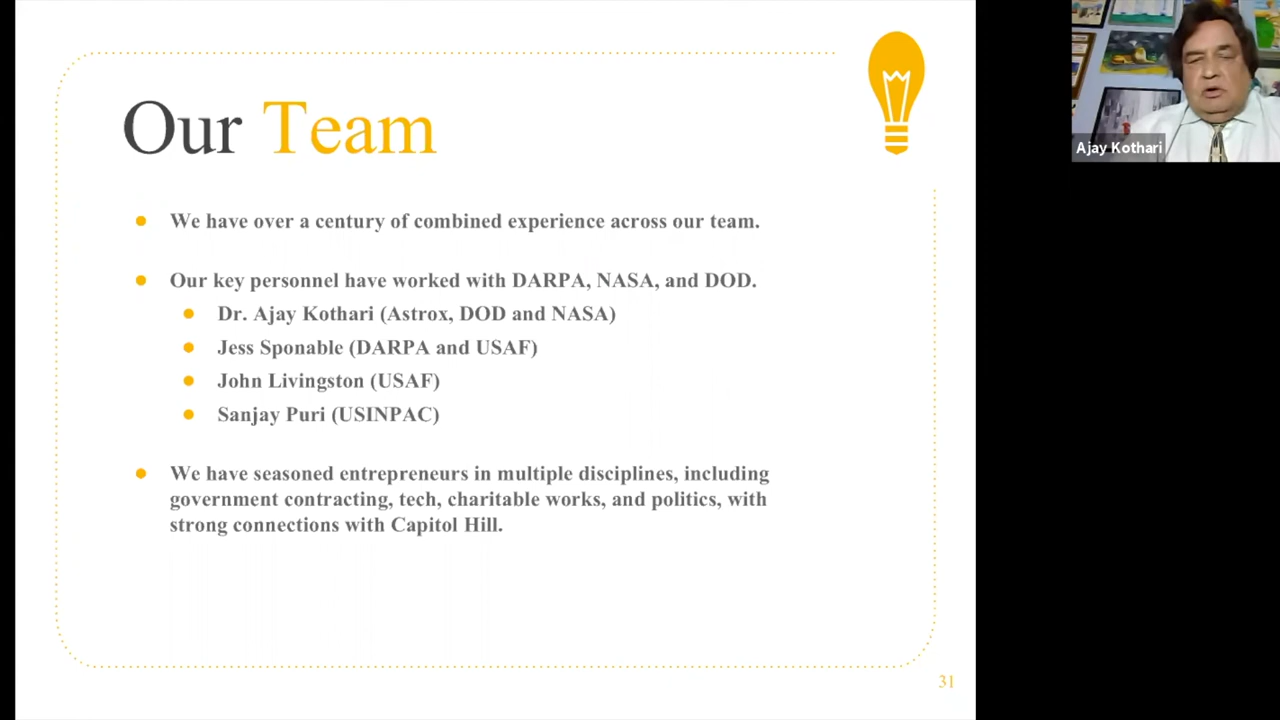 Our Team
We have over a century of combined experience across our team.
Our key personnel have worked with DARPA, NASA, and DOD.
Dr. Ajay Kothari (Astrox, DOD and NASA)
Jess Sponable (DARPA and USAF)
John Livingston (USAF)
Sanjay Puri (USINPAC)
We have seasoned entrepreneurs in multiple disciplines, including
government contracting, tech, charitable works, and politics, with
strong connections with Capitol Hill.
31
Ajay Kothari